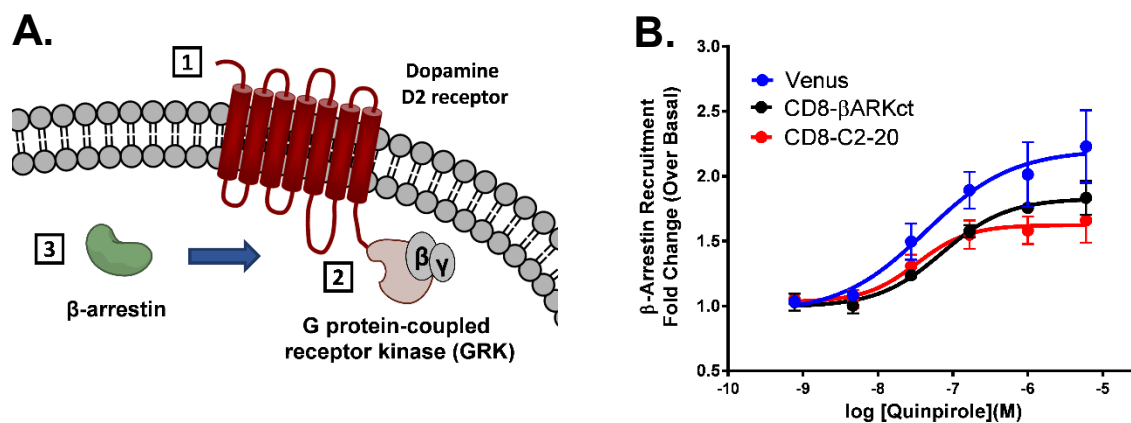 A.
1
Dopamine
D2 receptor
3
β-arrestin
2
β
γ
G protein-coupled
receptor kinase (GRK)
B.
β-Arrestin Recruitment
Fold Change (Over Basal)
3.0
2.5
2.0
1.5
1.0
0.5
Venus
CD8-βARKct
CD8-C2-20
-10
-9
-8
-7
-6
-5
log [Quinpirole](M)